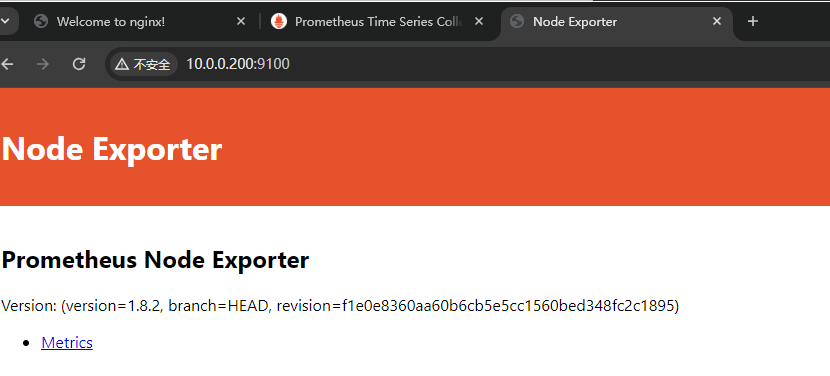 Welcome to nginx!
Prometheus Time Series Colle
Node Exporter
不安全
10.0.0.200:9100
Node Exporter
Prometheus Node Exporter
Version: (version=1.8.2, branch=HEAD, revision=f1e0e8360aa60b6cb5e5cc1560bed348fc2c1895)
Metrics